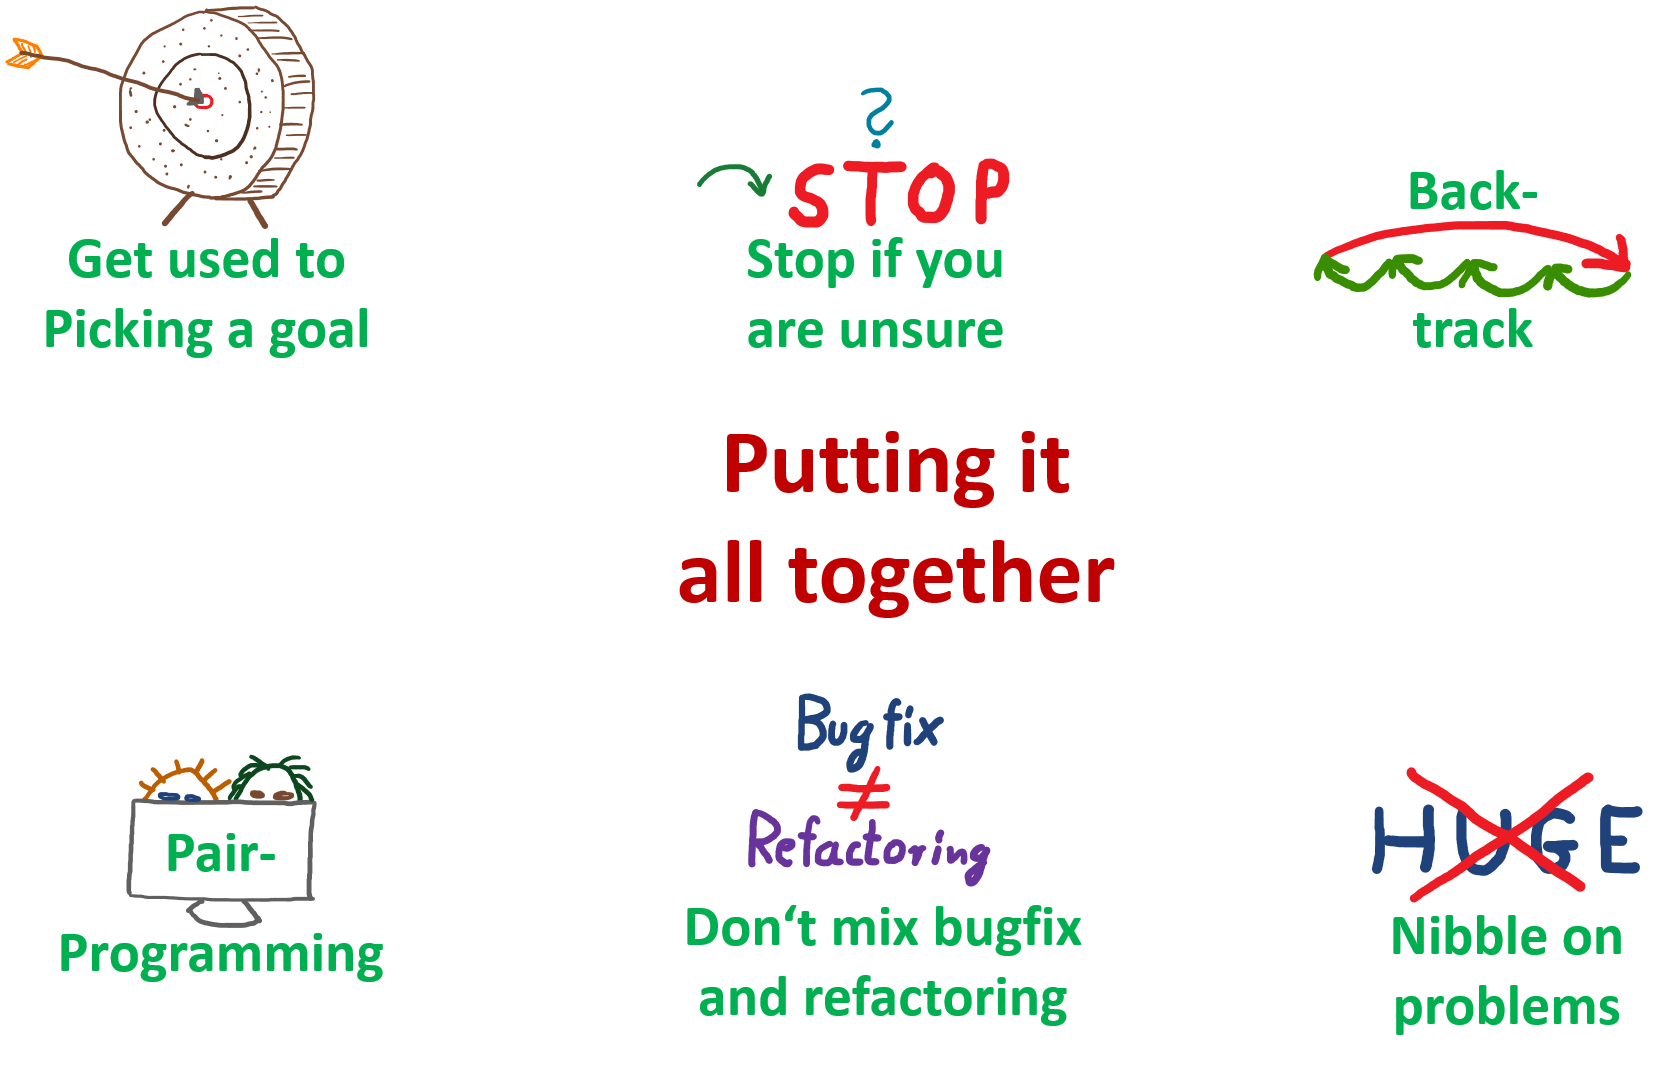 Get used to
Picking a goal
?
STOP
Stop if you
are unsure
Back-
track
Putting it
all together
Pair-
Programming
Bugfix
≠
Refactoring
Don‘t mix bugfix
and refactoring
HUGE
Nibble on
problems